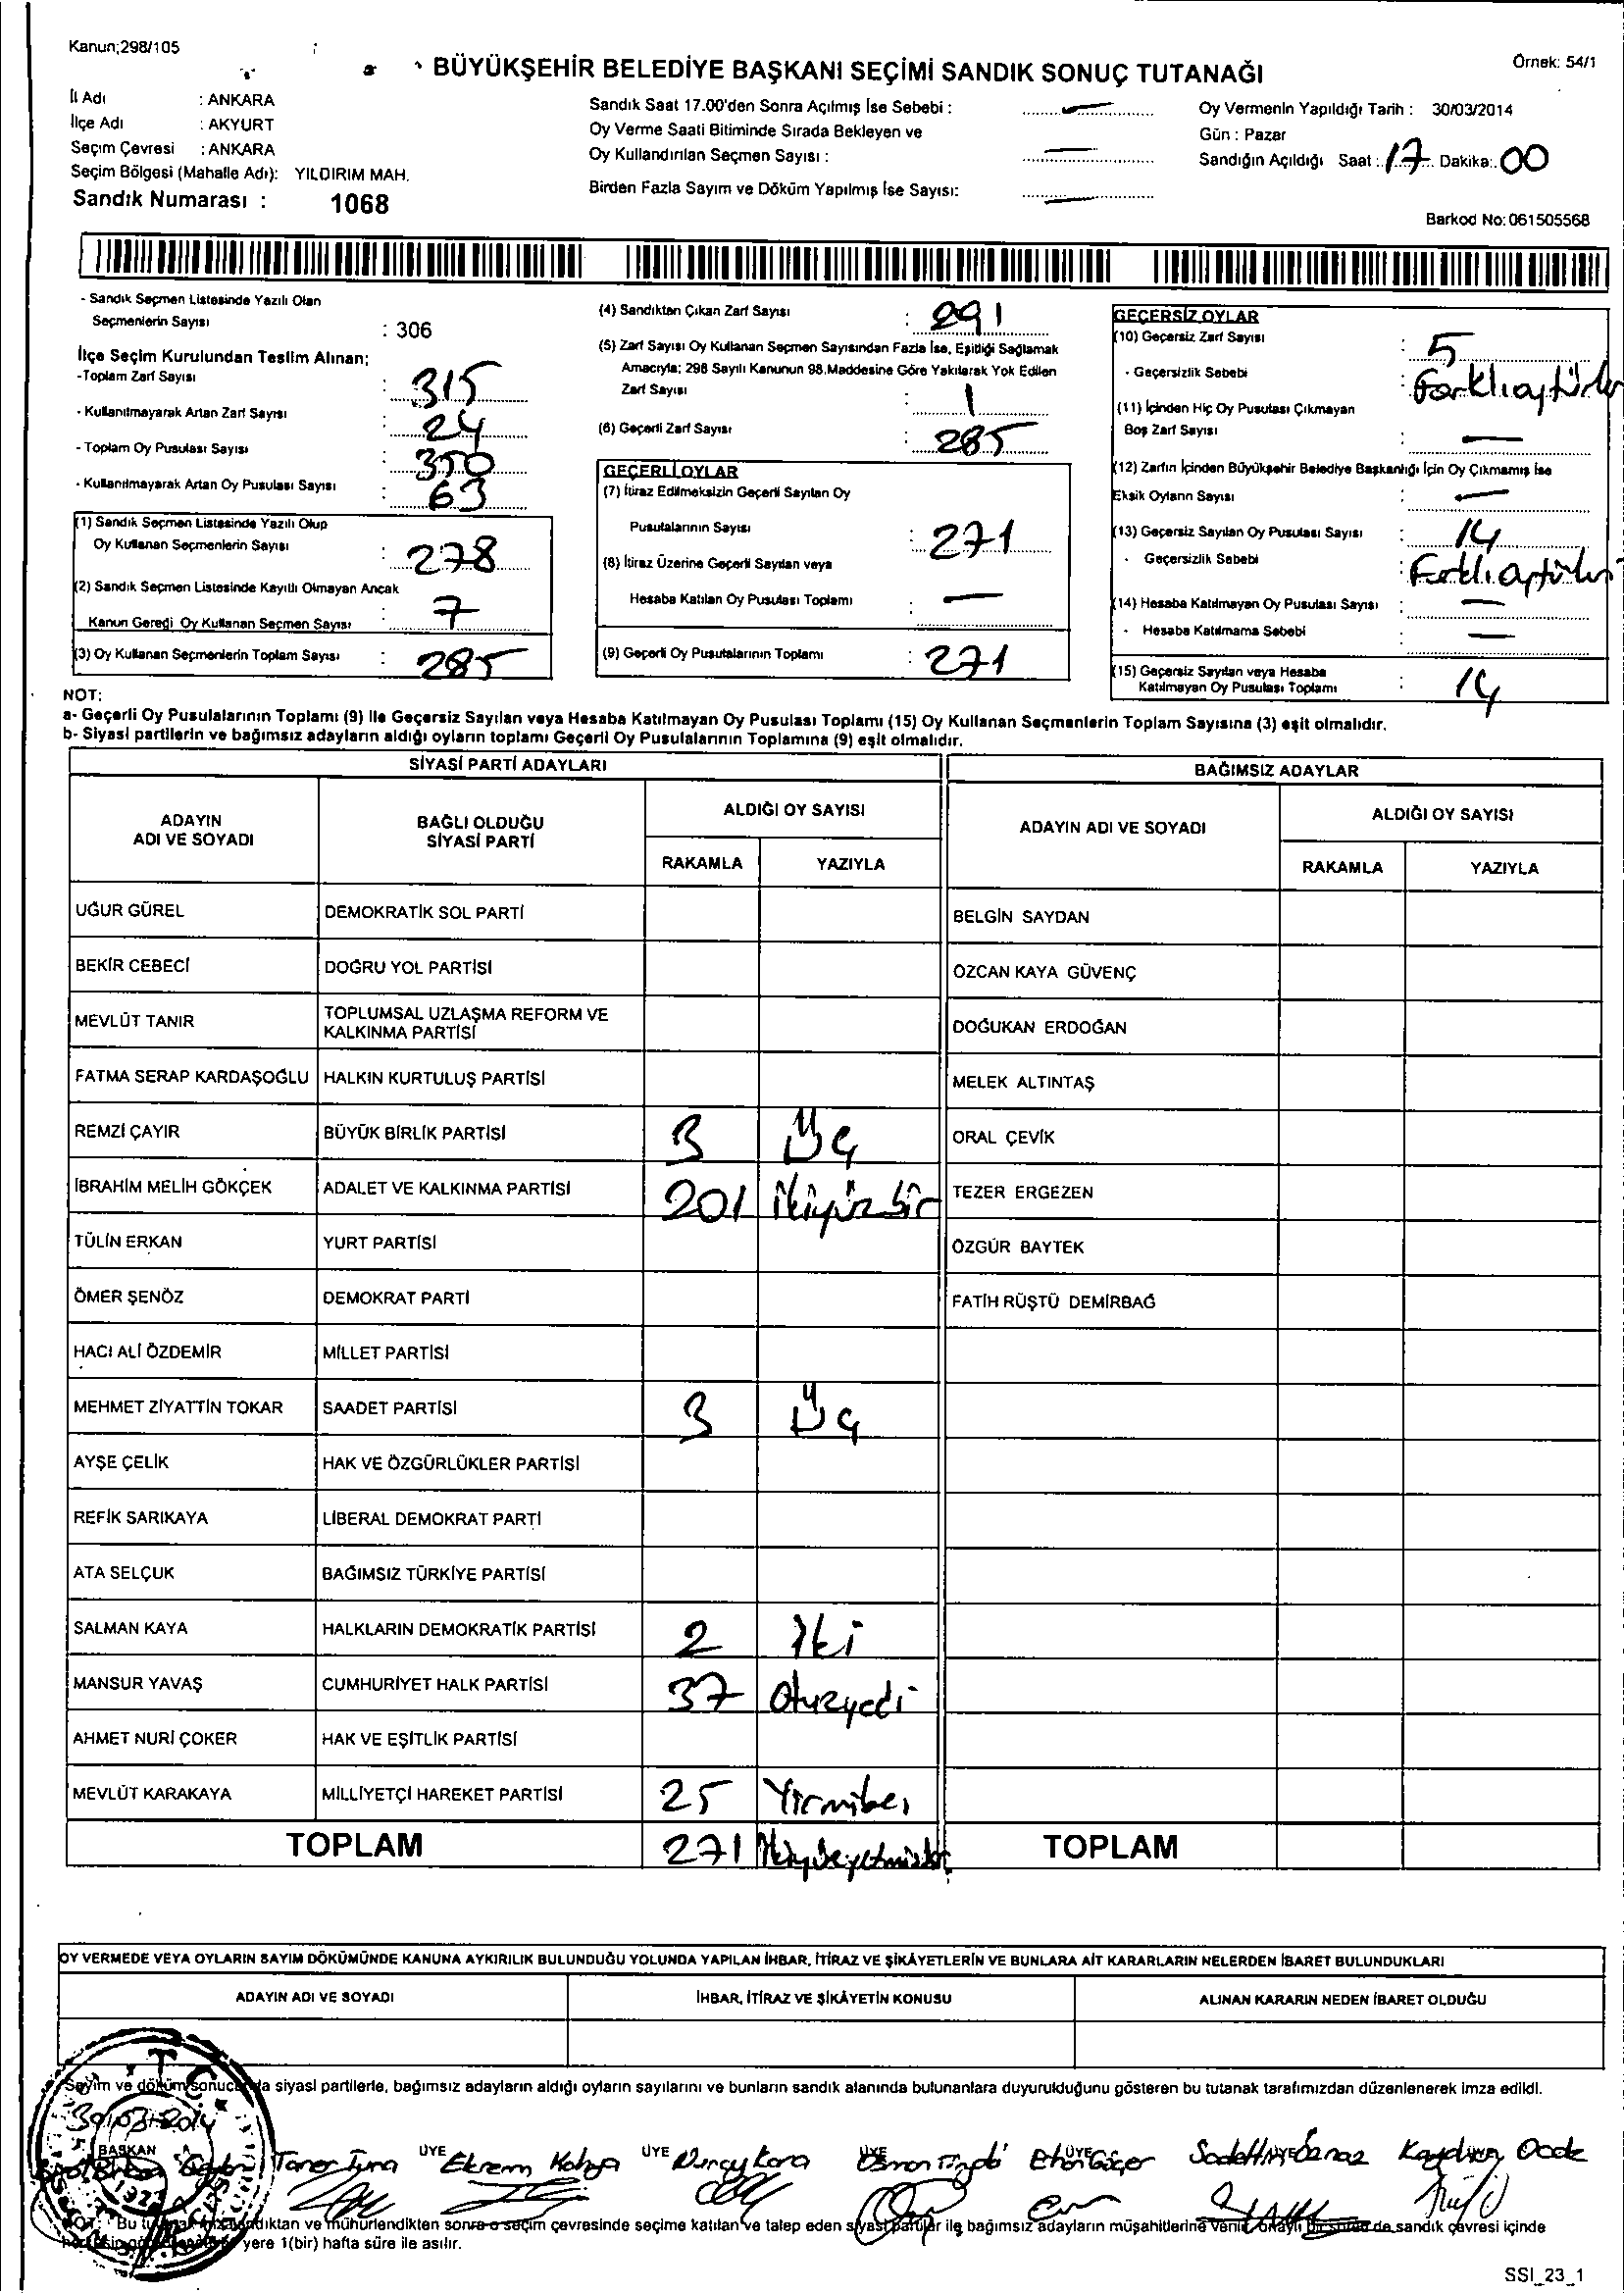 Kanun;298/105
BÜYÜKŞEHİR BELEDİYE BAŞKANI SEÇİMİ SANDIK SONUÇ TUTANAĞI
Örnek: 54/1
İl Adı : ANKARA
İlçe Adı : AKYURT
Seçim Çevresi : ANKARA
Seçim Bölgesi (Mahalle Adı): YILDIRIM MAH.
Sandık Numarası : 1068
Sandık Saat 17.00'den Sonra Açılmış İse Sebebi : —
Oy Verme Saati Bitiminde Sırada Bekleyen ve
Oy Kullandırılan Seçmen Sayısı : —
Birden Fazla Sayım ve Döküm Yapılmış İse Sayısı: —
Oy Vermenin Yapıldığı Tarih : 30/03/2014
Gün : Pazar
Sandığın Açıldığı Saat : 17 Dakika: 00
Barkod No: 061505568
- Sandık Seçmen Listesinde Yazılı Olan
Seçmenlerin Sayısı : 306
İlçe Seçim Kurulundan Teslim Alınan;
-Toplam Zarf Sayısı : 315
- Kullanılmayarak Artan Zarf Sayısı : 24
- Toplam Oy Pusulası Sayısı : 350
- Kullanılmayarak Artan Oy Pusulası Sayısı : 63
(1) Sandık Seçmen Listesinde Yazılı Olup
Oy Kullanan Seçmenlerin Sayısı : 278
(2) Sandık Seçmen Listesinde Kayıtlı Olmayan Ancak
Kanun Gereği Oy Kullanan Seçmen Sayısı : 7
(3) Oy Kullanan Seçmenlerin Toplam Sayısı : 285
(4) Sandıktan Çıkan Zarf Sayısı : 291
(5) Zarf Sayısı Oy Kullanan Seçmen Sayısından Fazla İse, Eşitliği Sağlamak
Amacıyla; 298 Sayılı Kanunun 98.Maddesine Göre Yakılarak Yok Edilen
Zarf Sayısı : 1
(6) Geçerli Zarf Sayısı : 285
GEÇERLİ OYLAR
(7) İtiraz Edilmeksizin Geçerli Sayılan Oy
Pusulalarının Sayısı : 271
(8) İtiraz Üzerine Geçerli Sayılan veya
Hesaba Katılan Oy Pusulası Toplamı : —
(9) Geçerli Oy Pusulalarının Toplamı : 271
GEÇERSİZ OYLAR
(10) Geçersiz Zarf Sayısı : 5
- Geçersizlik Sebebi :
(11) İçinden Hiç Oy Pusulası Çıkmayan
Boş Zarf Sayısı : —
(12) Zarfın İçinden Büyükşehir Belediye Başkanlığı İçin Oy Çıkmamış İse
Eksik Oyların Sayısı : —
(13) Geçersiz Sayılan Oy Pusulası Sayısı : 14
- Geçersizlik Sebebi :
(14) Hesaba Katılmayan Oy Pusulası Sayısı : —
- Hesaba Katılmama Sebebi : —
(15) Geçersiz Sayılan veya Hesaba
Katılmayan Oy Pusulası Toplamı : 14
NOT:
a- Geçerli Oy Pusulalarının Toplamı (9) ile Geçersiz Sayılan veya Hesaba Katılmayan Oy Pusulası Toplamı (15) Oy Kullanan Seçmenlerin Toplam Sayısına (3) eşit olmalıdır.
b- Siyasi partilerin ve bağımsız adayların aldığı oyların toplamı Geçerli Oy Pusulalarının Toplamına (9) eşit olmalıdır.
SİYASİ PARTİ ADAYLARI
BAĞIMSIZ ADAYLAR
ADAYIN ADI VE SOYADI
BAĞLI OLDUĞU SİYASİ PARTİ
ALDIĞI OY SAYISI
RAKAMLA YAZIYLA
ADAYIN ADI VE SOYADI
ALDIĞI OY SAYISI
RAKAMLA YAZIYLA
UĞUR GÜREL DEMOKRATİK SOL PARTİ BELGİN SAYDAN
BEKİR CEBECİ DOĞRU YOL PARTİSİ ÖZCAN KAYA GÜVENÇ
MEVLÜT TANIR TOPLUMSAL UZLAŞMA REFORM VE KALKINMA PARTİSİ DOĞUKAN ERDOĞAN
FATMA SERAP KARDAŞOĞLU HALKIN KURTULUŞ PARTİSİ MELEK ALTINTAŞ
REMZİ ÇAYIR BÜYÜK BİRLİK PARTİSİ 3 Üç ORAL ÇEVİK
İBRAHİM MELİH GÖKÇEK ADALET VE KALKINMA PARTİSİ 201 ikiyüzbir TEZER ERGEZEN
TÜLİN ERKAN YURT PARTİSİ ÖZGÜR BAYTEK
ÖMER ŞENÖZ DEMOKRAT PARTİ FATİH RÜŞTÜ DEMİRBAĞ
HACI ALİ ÖZDEMİR MİLLET PARTİSİ
MEHMET ZİYATTİN TOKAR SAADET PARTİSİ 3 Üç
AYŞE ÇELİK HAK VE ÖZGÜRLÜKLER PARTİSİ
REFİK SARIKAYA LİBERAL DEMOKRAT PARTİ
ATA SELÇUK BAĞIMSIZ TÜRKİYE PARTİSİ
SALMAN KAYA HALKLARIN DEMOKRATİK PARTİSİ 2 iki
MANSUR YAVAŞ CUMHURİYET HALK PARTİSİ 37 Otuzyedi
AHMET NURİ ÇOKER HAK VE EŞİTLİK PARTİSİ
MEVLÜT KARAKAYA MİLLİYETÇİ HAREKET PARTİSİ 25 Yirmibeş
TOPLAM 271 TOPLAM
OY VERMEDE VEYA OYLARIN SAYIM DÖKÜMÜNDE KANUNA AYKIRILIK BULUNDUĞU YOLUNDA YAPILAN İHBAR, İTİRAZ VE ŞİKÂYETLERİN VE BUNLARA AİT KARARLARIN NELERDEN İBARET BULUNDUKLARI
ADAYIN ADI VE SOYADI İHBAR, İTİRAZ VE ŞİKÂYETİN KONUSU ALINAN KARARIN NEDEN İBARET OLDUĞU
Sayım ve döküm sonucunda siyasi partilerle, bağımsız adayların aldığı oyların sayılarını ve bunların sandık alanında bulunanlara duyurulduğunu gösteren bu tutanak tarafımızdan düzenlenerek imza edildi.
30/03/2014
BAŞKAN Taner Tuna ÜYE Ekrem ÜYE Nuray Kara ÜYE Osman ÜYE ÜYE
diktan ve mühürlendikten sonra o seçim çevresinde seçime katılan ve talep eden siyasi partiler ile bağımsız adayların müşahitlerine verilir, onaylı bir sureti de sandık çevresi içinde
yere 1(bir) hafta süre ile asılır.
SSI_23_1